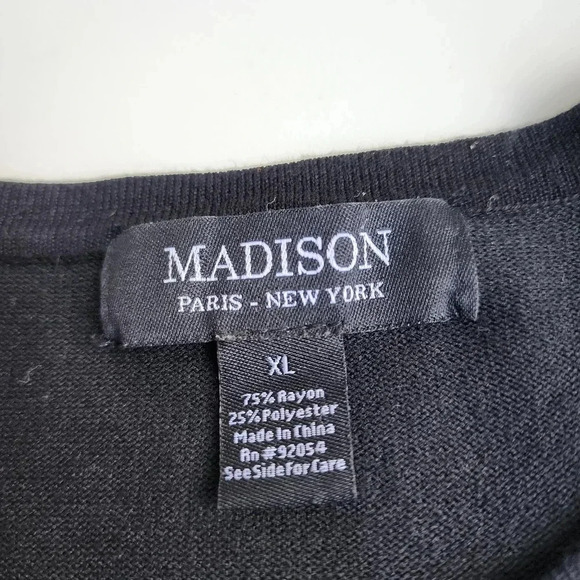 MADISON
PARIS - NEW YORK
XL
75% Rayon
25% Polyester
Made In China
Rn #92054
See Side For Care